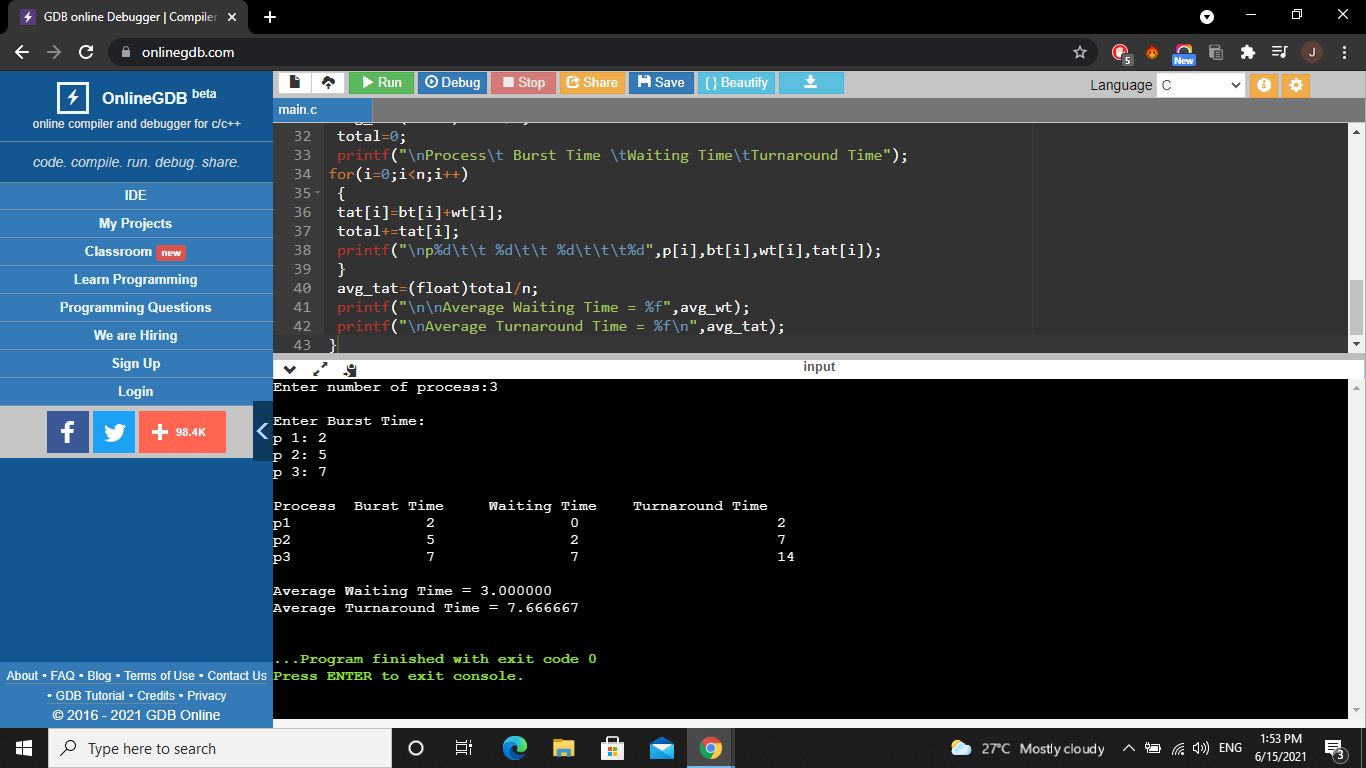 GDB online Debugger | Compiler
onlinegdb.com
5
New
J
OnlineGDB beta
online compiler and debugger for c/c++
code. compile. run. debug. share.
IDE
My Projects
Classroom new
Learn Programming
Programming Questions
We are Hiring
Sign Up
Login
98.4K
About • FAQ • Blog • Terms of Use • Contact Us
• GDB Tutorial • Credits • Privacy
© 2016 - 2021 GDB Online
Run Debug Stop Share Save { } Beautify
Language C
main.c
32 total=0;
33 printf("\nProcess\t Burst Time \tWaiting Time\tTurnaround Time");
34 for(i=0;i<n;i++)
35 {
36 tat[i]=bt[i]+wt[i];
37 total+=tat[i];
38 printf("\np%d\t\t %d\t\t %d\t\t\t%d",p[i],bt[i],wt[i],tat[i]);
39 }
40 avg_tat=(float)total/n;
41 printf("\n\nAverage Waiting Time = %f",avg_wt);
42 printf("\nAverage Turnaround Time = %f\n",avg_tat);
43 }
input
Enter number of process:3
Enter Burst Time:
p 1: 2
p 2: 5
p 3: 7
Process Burst Time Waiting Time Turnaround Time
p1 2 0 2
p2 5 2 7
p3 7 7 14
Average Waiting Time = 3.000000
Average Turnaround Time = 7.666667
...Program finished with exit code 0
Press ENTER to exit console.
Type here to search
27°C Mostly cloudy
ENG
1:53 PM
6/15/2021
3